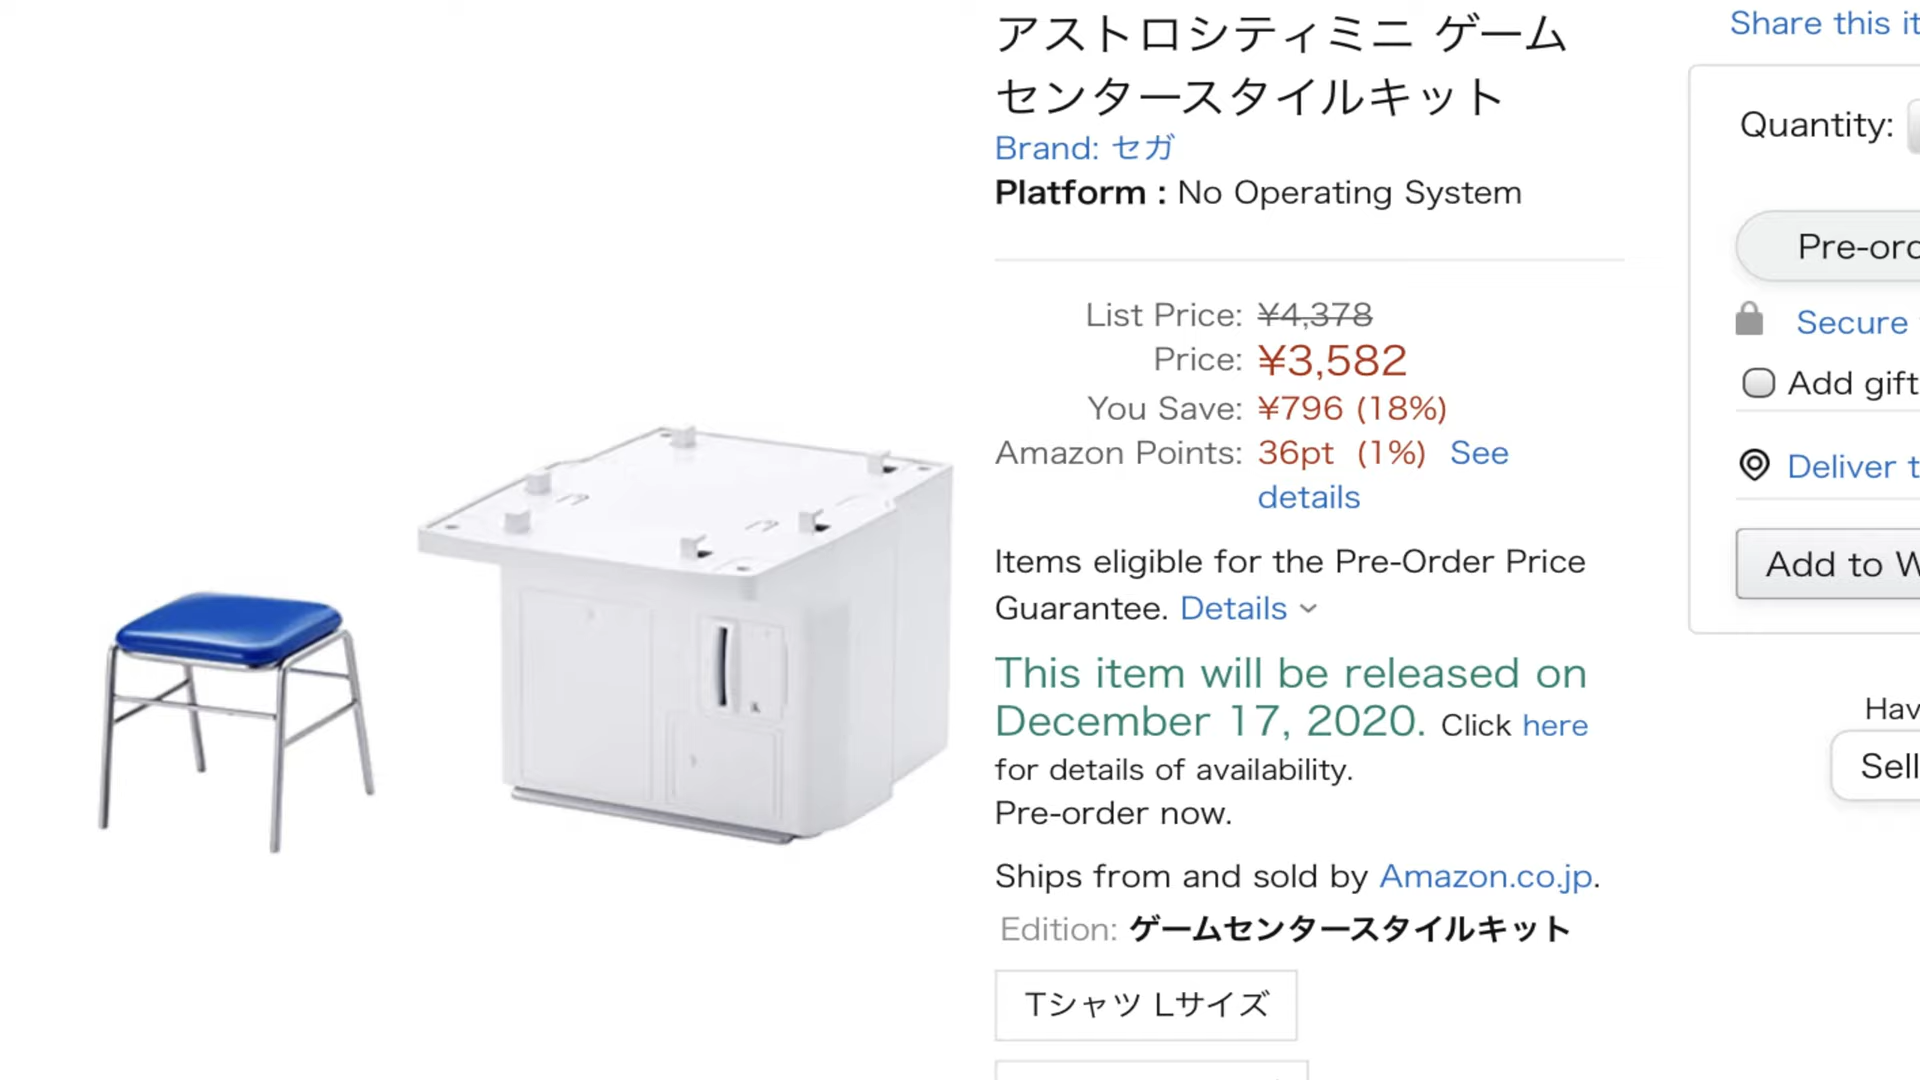 アストロシティミニ ゲーム
センタースタイルキット
Brand: セガ
Platform : No Operating System
List Price: ¥4,378
Price: ¥3,582
You Save: ¥796 (18%)
Amazon Points: 36pt (1%) See
details
Items eligible for the Pre-Order Price
Guarantee. Details
This item will be released on
December 17, 2020. Click here
for details of availability.
Pre-order now.
Ships from and sold by Amazon.co.jp.
Edition: ゲームセンタースタイルキット
Tシャツ Lサイズ
Share this it
Quantity:
Pre-orc
Secure
Add gift
Deliver t
Add to W
Hav
Sell